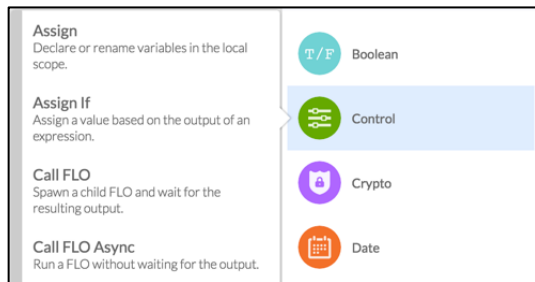 Assign
Declare or rename variables in the local
scope.
Assign If
Assign a value based on the output of an
expression.
Call FLO
Spawn a child FLO and wait for the
resulting output.
Call FLO Async
Run a FLO without waiting for the output.
T/F Boolean
Control
Crypto
Date